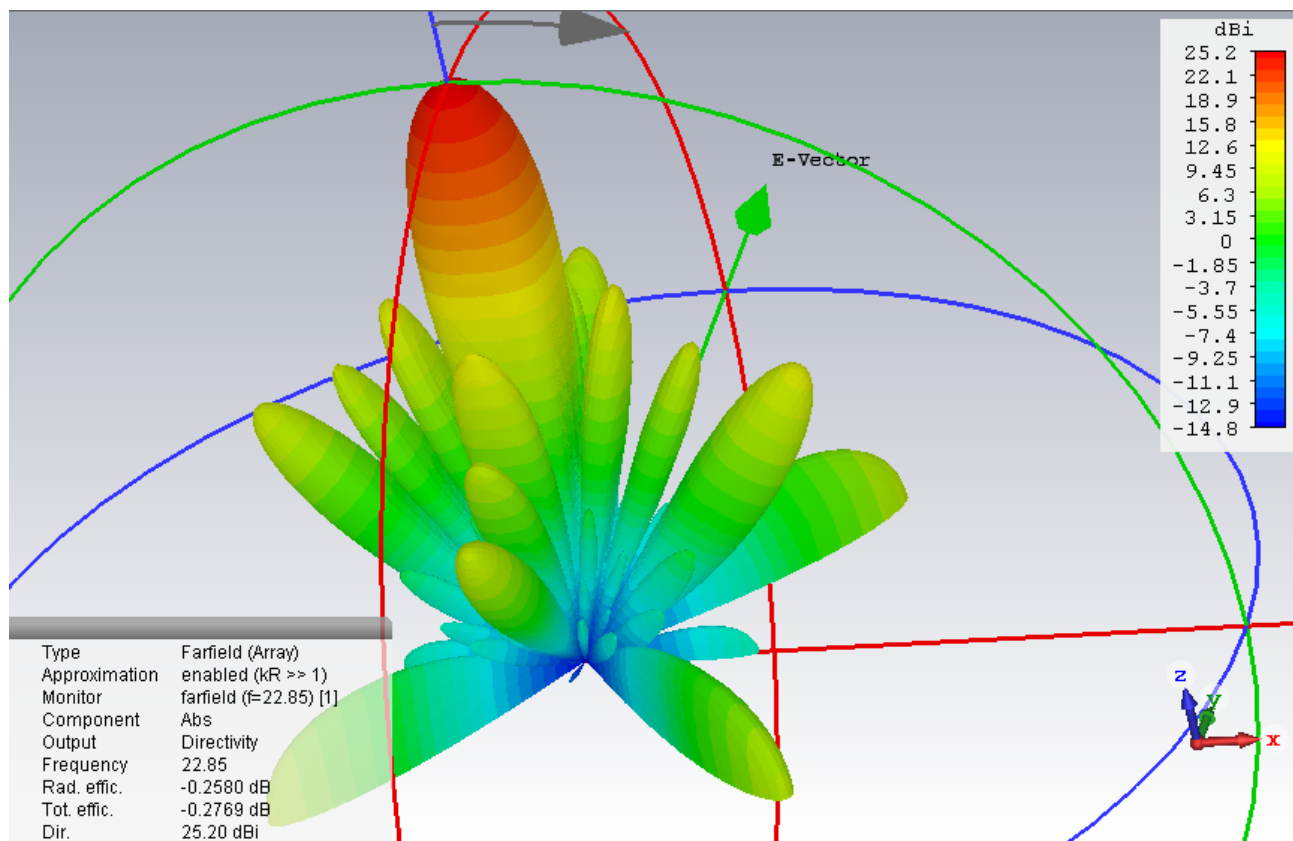 dBi
25.2
22.1
18.9
15.8
12.6
9.45
6.3
3.15
0
-1.85
-3.7
-5.55
-7.4
-9.25
-11.1
-12.9
-14.8
E-Vector
z
y
x
Type Farfield (Array)
Approximation enabled (kR >> 1)
Monitor farfield (f=22.85) [1]
Component Abs
Output Directivity
Frequency 22.85
Rad. effic. -0.2580 dB
Tot. effic. -0.2769 dB
Dir. 25.20 dBi